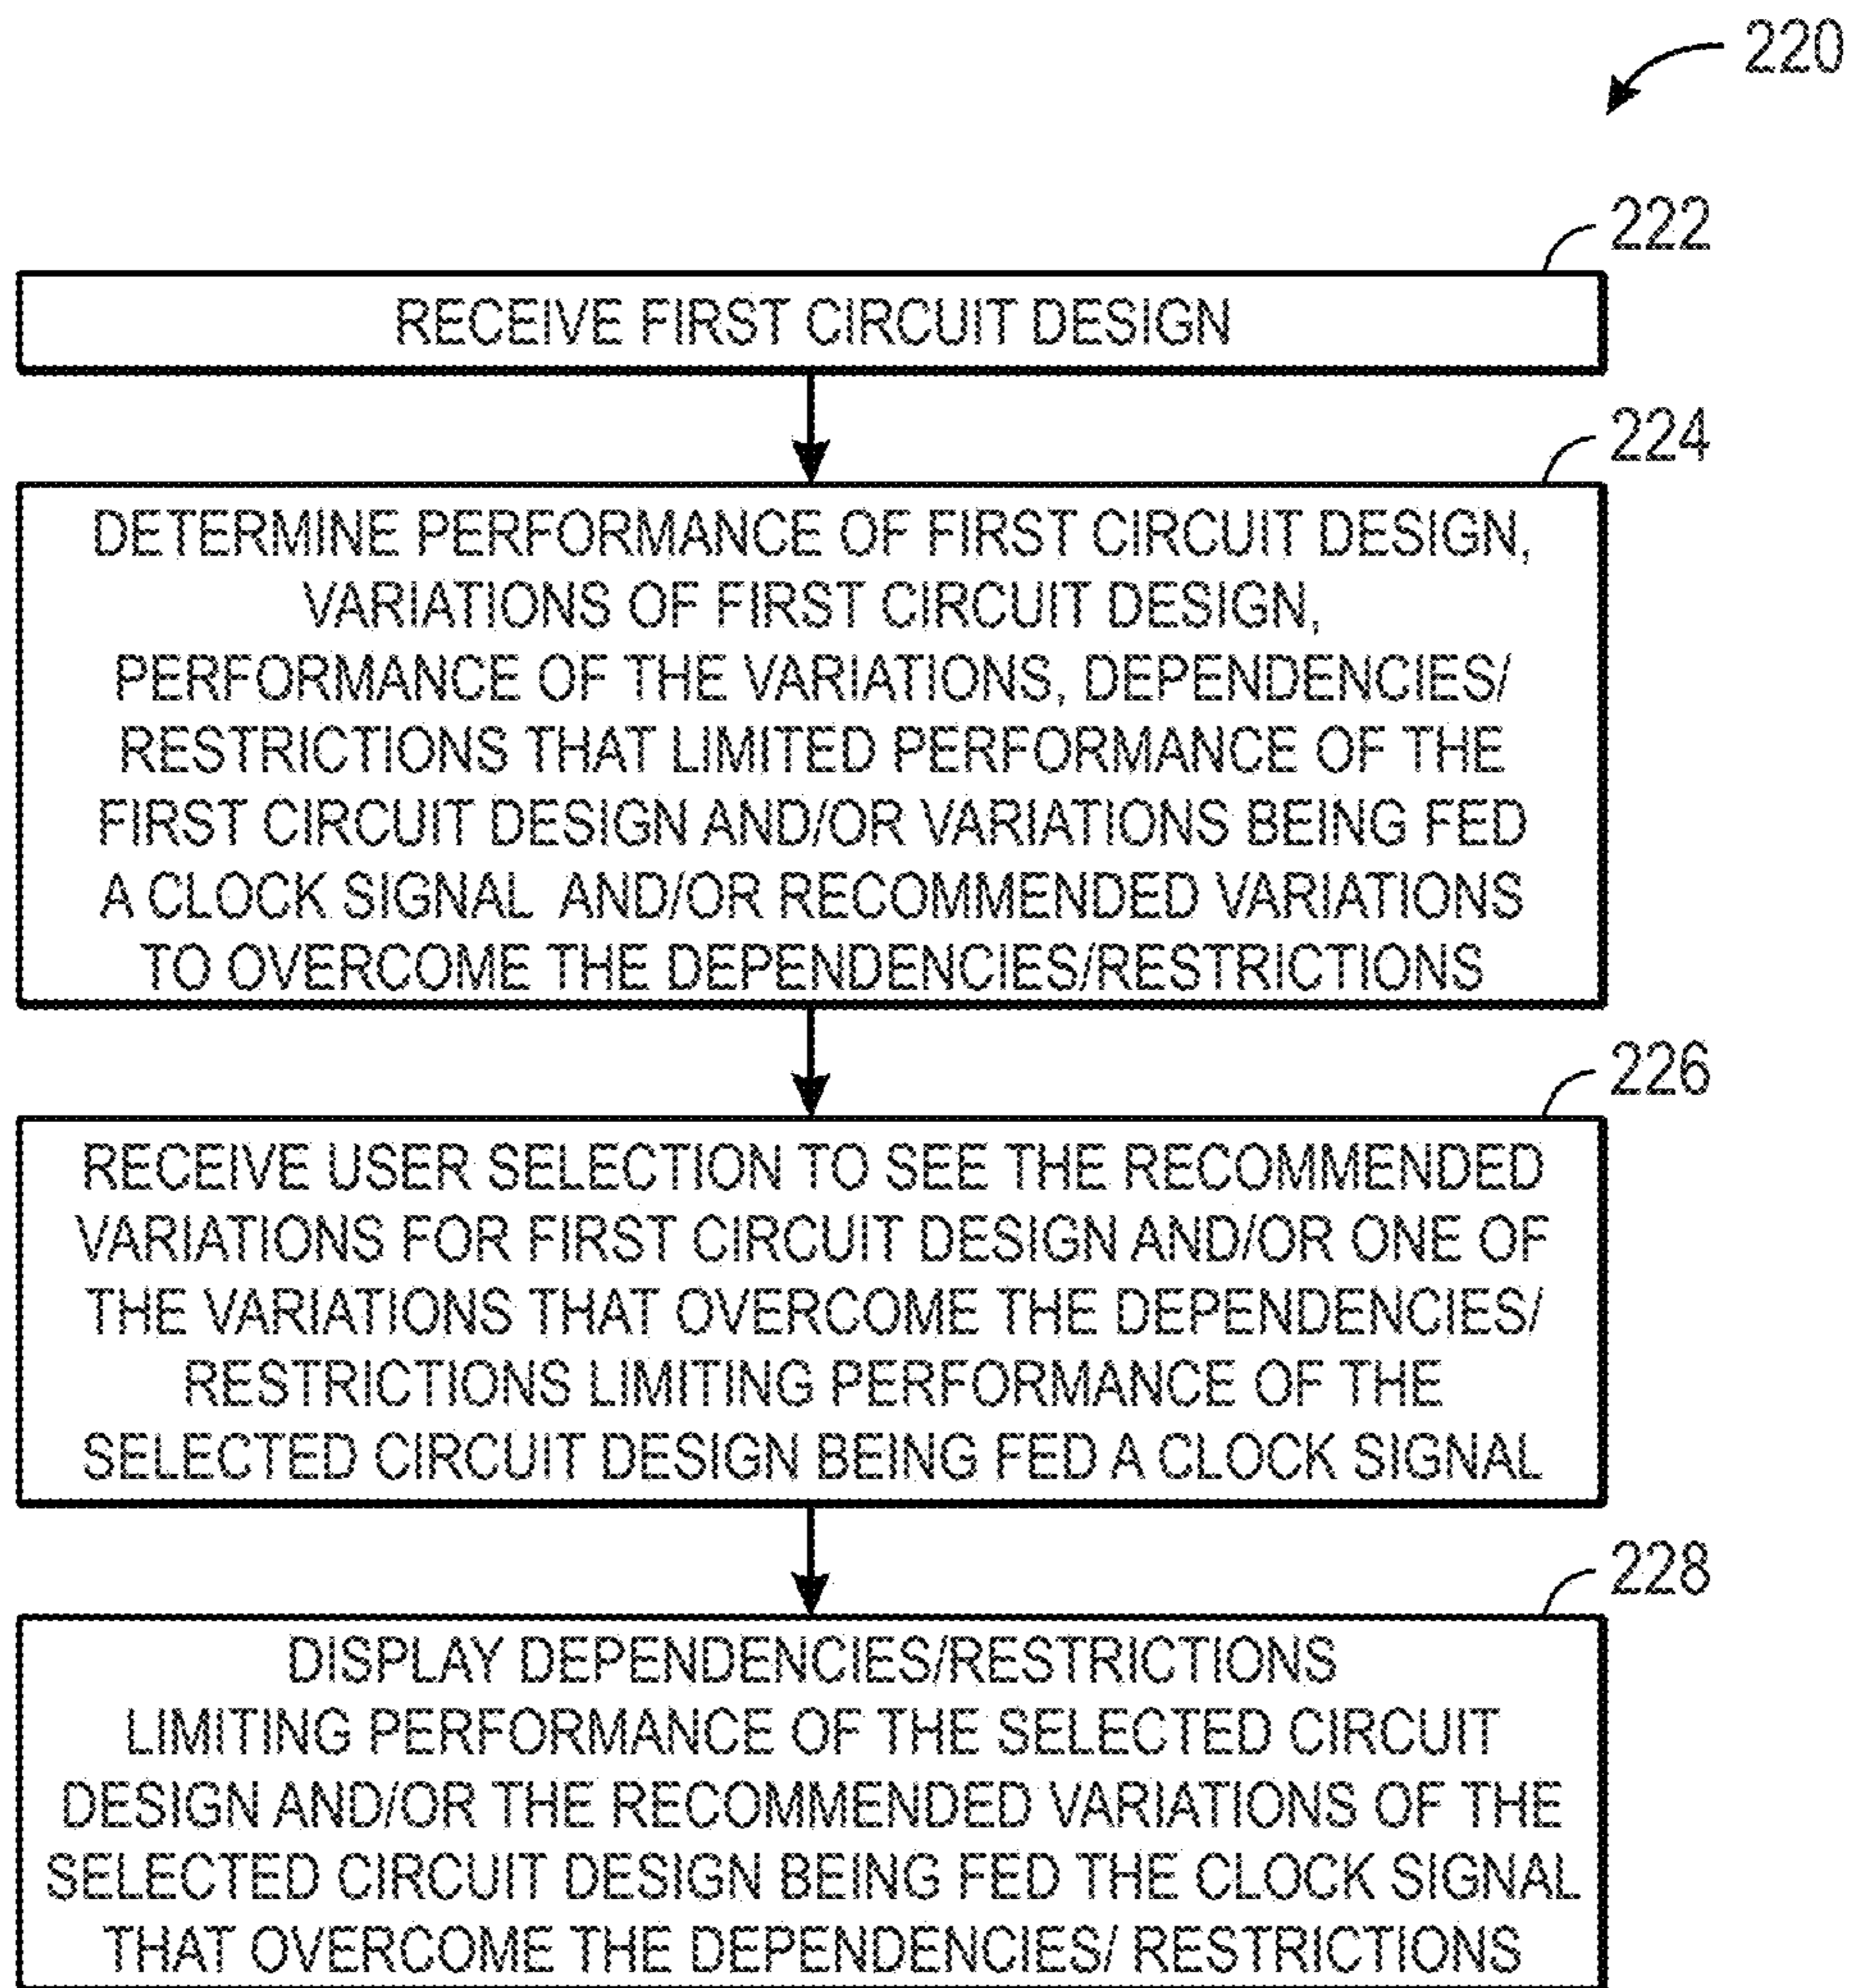 220
222
RECEIVE FIRST CIRCUIT DESIGN
224
DETERMINE PERFORMANCE OF FIRST CIRCUIT DESIGN,
VARIATIONS OF FIRST CIRCUIT DESIGN,
PERFORMANCE OF THE VARIATIONS, DEPENDENCIES/
RESTRICTIONS THAT LIMITED PERFORMANCE OF THE
FIRST CIRCUIT DESIGN AND/OR VARIATIONS BEING FED
A CLOCK SIGNAL AND/OR RECOMMENDED VARIATIONS
TO OVERCOME THE DEPENDENCIES/RESTRICTIONS
226
RECEIVE USER SELECTION TO SEE THE RECOMMENDED
VARIATIONS FOR FIRST CIRCUIT DESIGN AND/OR ONE OF
THE VARIATIONS THAT OVERCOME THE DEPENDENCIES/
RESTRICTIONS LIMITING PERFORMANCE OF THE
SELECTED CIRCUIT DESIGN BEING FED A CLOCK SIGNAL
228
DISPLAY DEPENDENCIES/RESTRICTIONS
LIMITING PERFORMANCE OF THE SELECTED CIRCUIT
DESIGN AND/OR THE RECOMMENDED VARIATIONS OF THE
SELECTED CIRCUIT DESIGN BEING FED THE CLOCK SIGNAL
THAT OVERCOME THE DEPENDENCIES/ RESTRICTIONS